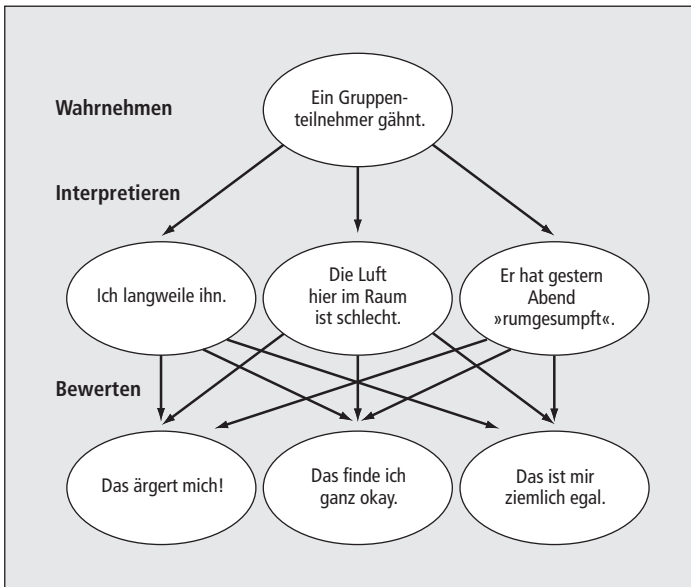 Wahrnehmen
Ein Gruppen-
teilnehmer gähnt.
Interpretieren
Ich langweile ihn.
Die Luft
hier im Raum
ist schlecht.
Er hat gestern
Abend
»rumgesumpft«.
Bewerten
Das ärgert mich!
Das finde ich
ganz okay.
Das ist mir
ziemlich egal.